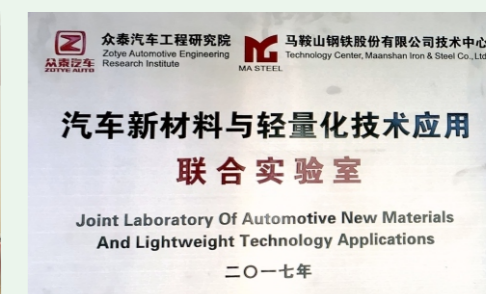 众泰汽车
ZOTYE AUTO
众泰汽车工程研究院
Zotye Automotive Engineering
Research Institute
MA STEEL
马鞍山钢铁股份有限公司技术中心
Technology Center, Maanshan Iron & Steel Co., Ltd
汽车新材料与轻量化技术应用
联合实验室
Joint Laboratory Of Automotive New Materials
And Lightweight Technology Applications
二〇一七年